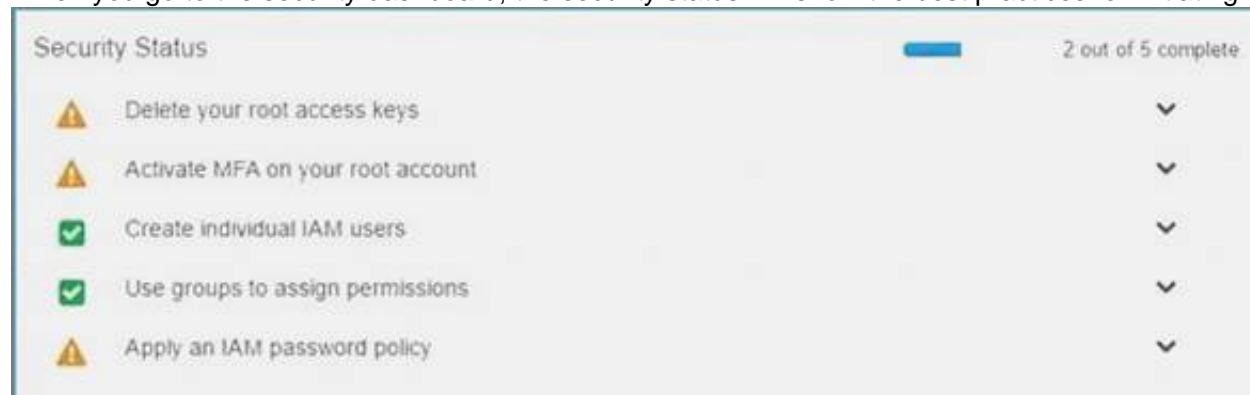 Security Status 2 out of 5 complete
Delete your root access keys
Activate MFA on your root account
Create individual IAM users
Use groups to assign permissions
Apply an IAM password policy